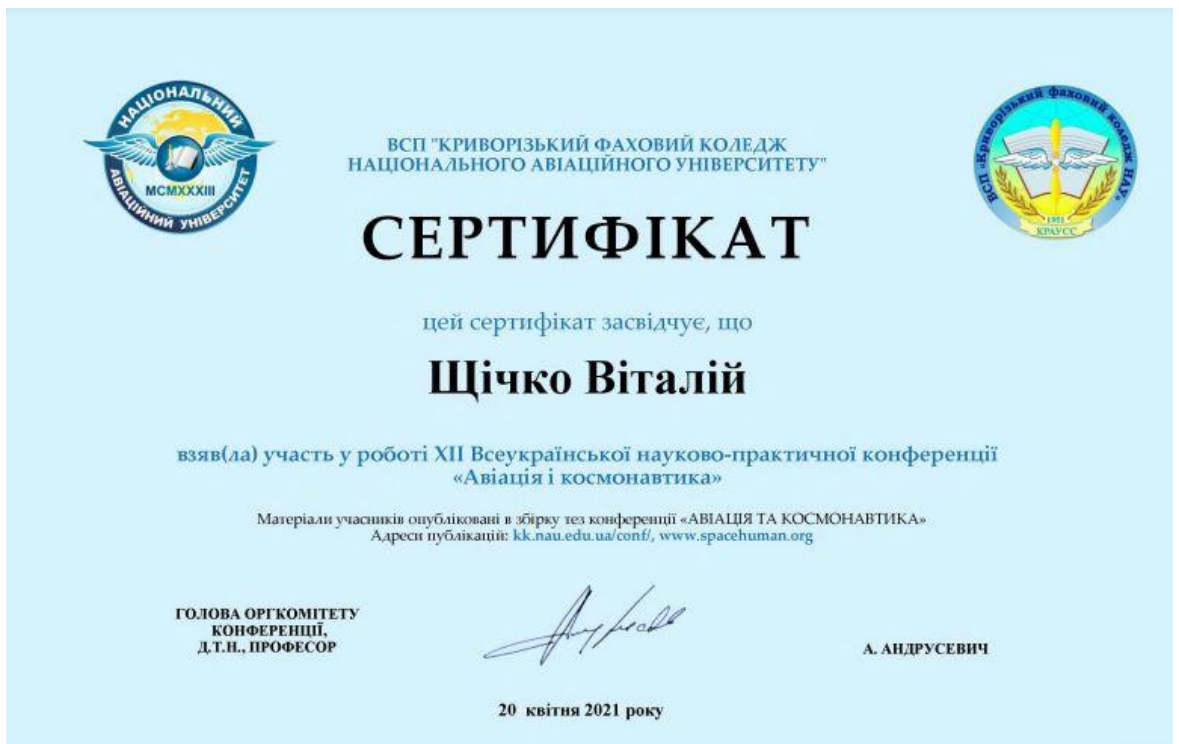 НАЦІОНАЛЬНИЙ
АВІАЦІЙНИЙ УНІВЕРСИТЕТ
MCMXXXIII
ВСП "КРИВОРІЗЬКИЙ ФАХОВИЙ КОЛЕДЖ
НАЦІОНАЛЬНОГО АВІАЦІЙНОГО УНІВЕРСИТЕТУ"
ВСП «Криворізький фаховий коледж НАУ»
1951
КРАУСС
СЕРТИФІКАТ
цей сертифікат засвідчує, що
Щічко Віталій
взяв(ла) участь у роботі XII Всеукраїнської науково-практичної конференції
«Авіація і космонавтика»
Матеріали учасників опубліковані в збірку тез конференції «АВІАЦІЯ ТА КОСМОНАВТИКА»
Адреси публікацій: kk.nau.edu.ua/conf/, www.spacehuman.org
ГОЛОВА ОРГКОМІТЕТУ
КОНФЕРЕНЦІЇ,
Д.Т.Н., ПРОФЕСОР
А. АНДРУСЕВИЧ
20 квітня 2021 року